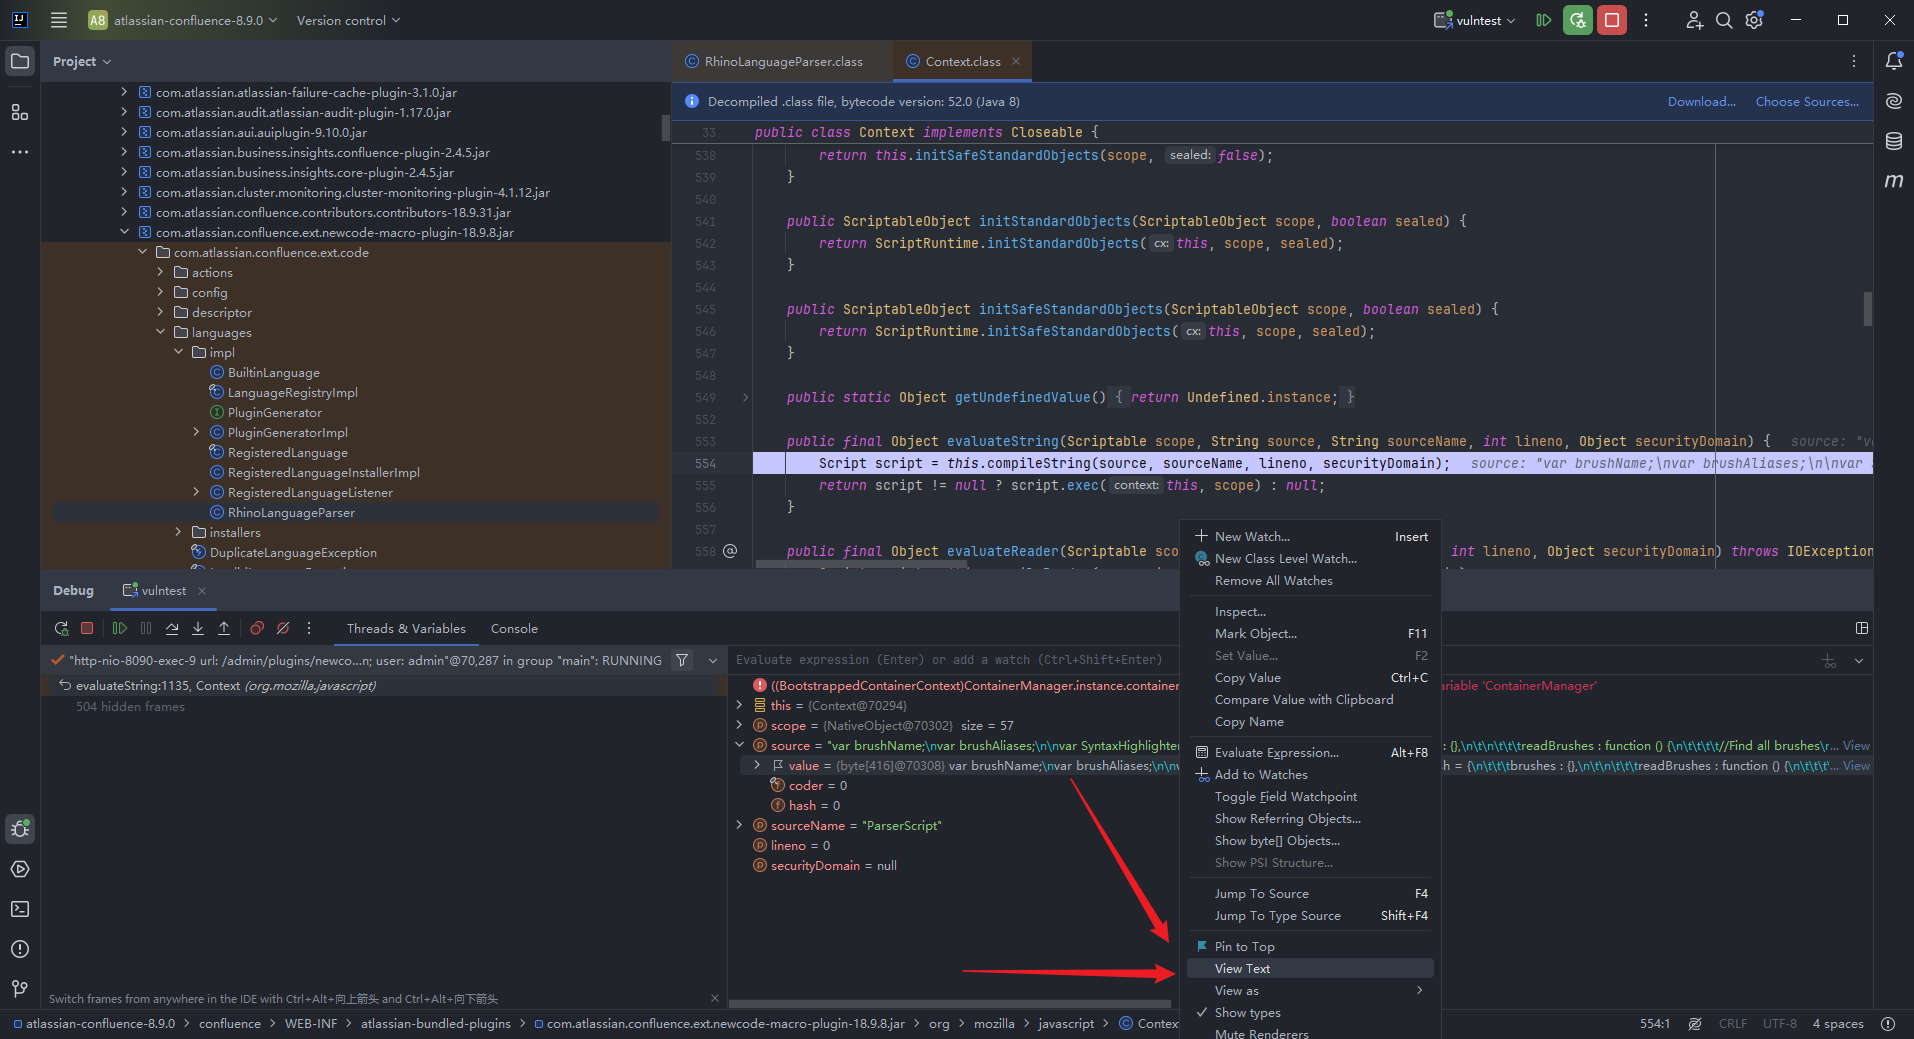 A8 atlassian-confluence-8.9.0 Version control vulntest
Project
com.atlassian.atlassian-failure-cache-plugin-3.1.0.jar
com.atlassian.audit.atlassian-audit-plugin-1.17.0.jar
com.atlassian.aui.auiplugin-9.10.0.jar
com.atlassian.business.insights.confluence-plugin-2.4.5.jar
com.atlassian.business.insights.core-plugin-2.4.5.jar
com.atlassian.cluster.monitoring.cluster-monitoring-plugin-4.1.12.jar
com.atlassian.confluence.contributors.contributors-18.9.31.jar
com.atlassian.confluence.ext.newcode-macro-plugin-18.9.8.jar
com.atlassian.confluence.ext.code
actions
config
descriptor
languages
impl
BuiltinLanguage
LanguageRegistryImpl
PluginGenerator
PluginGeneratorImpl
RegisteredLanguage
RegisteredLanguageInstallerImpl
RegisteredLanguageListener
RhinoLanguageParser
installers
DuplicateLanguageException
RhinoLanguageParser.class Context.class
Decompiled .class file, bytecode version: 52.0 (Java 8) Download... Choose Sources...
33 public class Context implements Closeable {
538 return this.initSafeStandardObjects(scope, sealed: false);
539 }
540
541 public ScriptableObject initStandardObjects(ScriptableObject scope, boolean sealed) {
542 return ScriptRuntime.initStandardObjects( cx: this, scope, sealed);
543 }
544
545 public ScriptableObject initSafeStandardObjects(ScriptableObject scope, boolean sealed) {
546 return ScriptRuntime.initSafeStandardObjects( cx: this, scope, sealed);
547 }
548
549 public static Object getUndefinedValue() { return Undefined.instance; }
552
553 public final Object evaluateString(Scriptable scope, String source, String sourceName, int lineno, Object securityDomain) { source: "va
554 Script script = this.compileString(source, sourceName, lineno, securityDomain); source: "var brushName;\nvar brushAliases;\n\nvar
555 return script != null ? script.exec( context: this, scope) : null;
556 }
557
558 @ public final Object evaluateReader(Scriptable sco int lineno, Object securityDomain) throws IOException
Debug vulntest
Threads & Variables Console
"http-nio-8090-exec-9 url: /admin/plugins/newco...n; user: admin"@70,287 in group "main": RUNNING
evaluateString:1135, Context (org.mozilla.javascript)
504 hidden frames
Switch frames from anywhere in the IDE with Ctrl+Alt+向上箭头 and Ctrl+Alt+向下箭头
Evaluate expression (Enter) or add a watch (Ctrl+Shift+Enter)
((BootstrappedContainerContext)ContainerManager.instance.container ariable 'ContainerManager'
this = {Context@70294}
scope = {NativeObject@70302} size = 57
source = "var brushName;\nvar brushAliases;\n\nvar SyntaxHighlighter : {},\n\t\n\t\t\treadBrushes : function () {\n\t\t\t\t//Find all brushes\r... View
value = {byte[416]@70308} var brushName;\nvar brushAliases;\n\nv h = {\n\t\t\tbrushes : {},\n\t\n\t\t\treadBrushes : function () {\n\t\t\t'... View
coder = 0
hash = 0
sourceName = "ParserScript"
lineno = 0
securityDomain = null
New Watch... Insert
New Class Level Watch...
Remove All Watches
Inspect...
Mark Object... F11
Set Value... F2
Copy Value Ctrl+C
Compare Value with Clipboard
Copy Name
Evaluate Expression... Alt+F8
Add to Watches
Toggle Field Watchpoint
Show Referring Objects...
Show byte[] Objects...
Show PSI Structure...
Jump To Source F4
Jump To Type Source Shift+F4
Pin to Top
View Text
View as
Show types
Mute Renderers
atlassian-confluence-8.9.0 confluence WEB-INF atlassian-bundled-plugins com.atlassian.confluence.ext.newcode-macro-plugin-18.9.8.jar org mozilla javascript Context 554:1 CRLF UTF-8 4 spaces